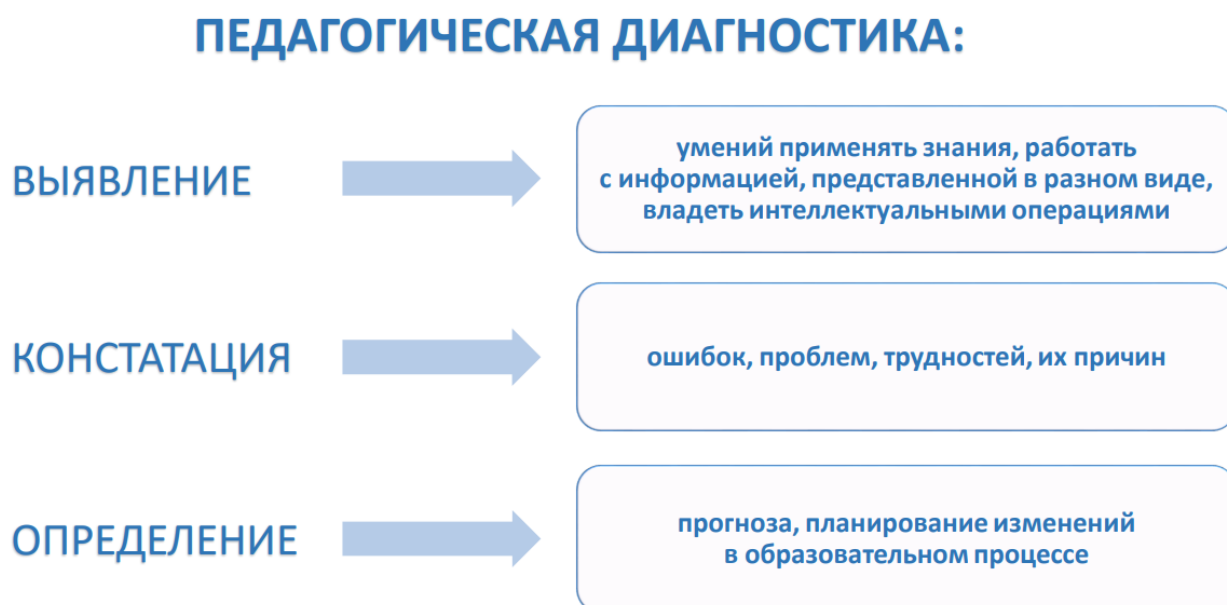 ПЕДАГОГИЧЕСКАЯ ДИАГНОСТИКА:
ВЫЯВЛЕНИЕ
умений применять знания, работать
с информацией, представленной в разном виде,
владеть интеллектуальными операциями
КОНСТАТАЦИЯ
ошибок, проблем, трудностей, их причин
ОПРЕДЕЛЕНИЕ
прогноза, планирование изменений
в образовательном процессе